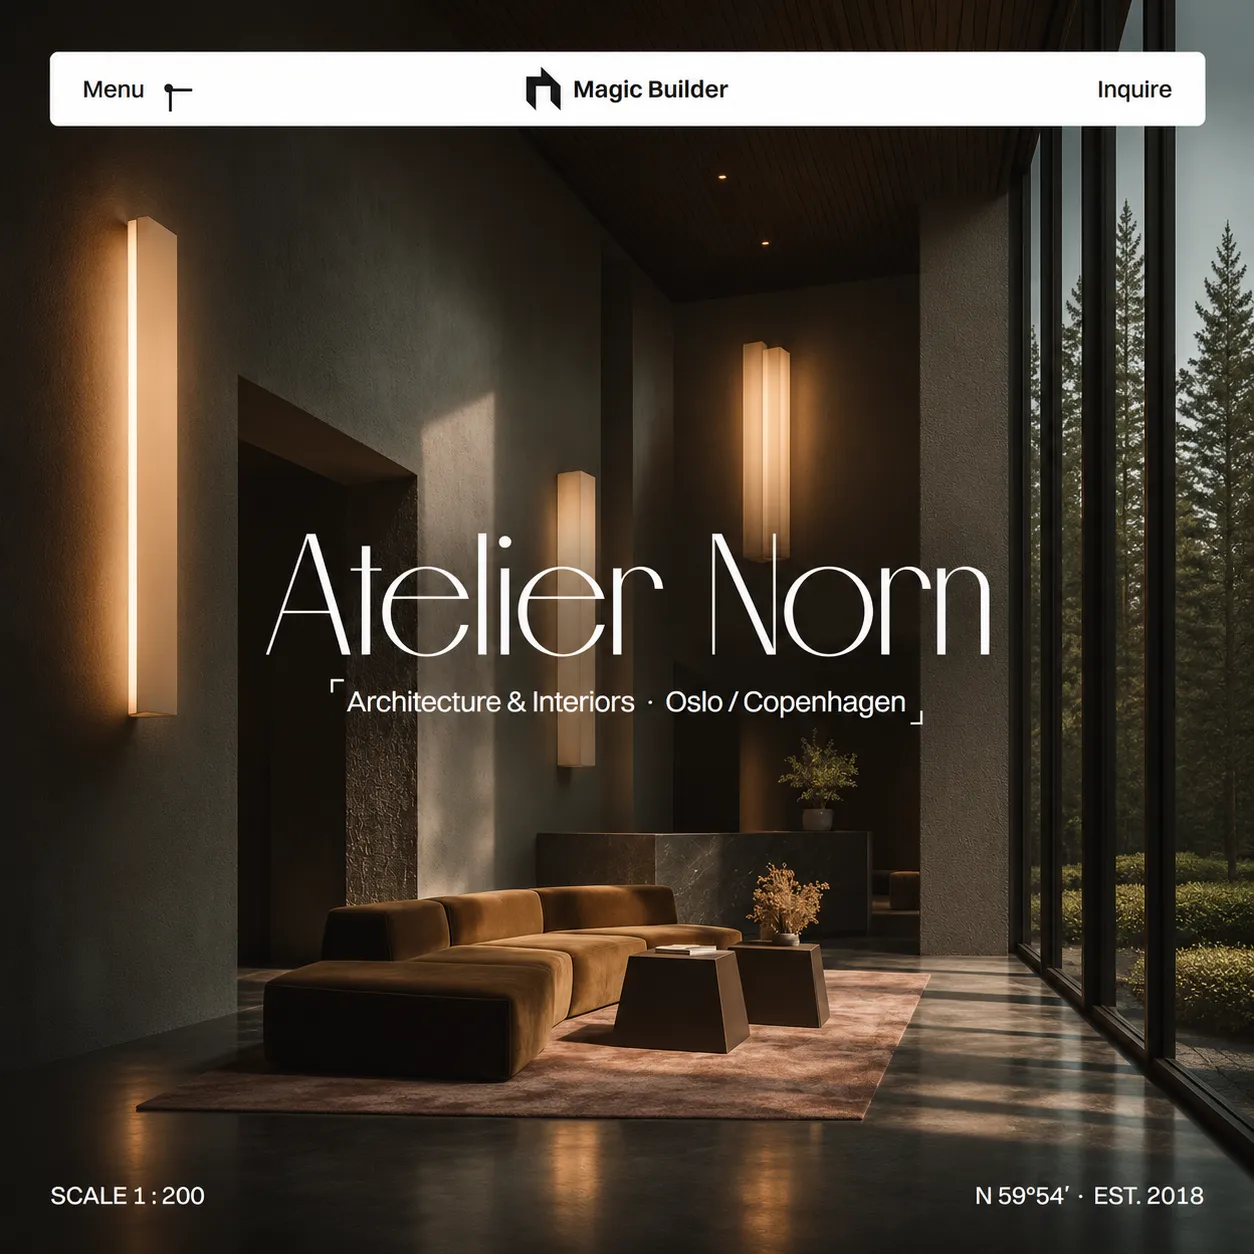 Menu
Magic Builder
Inquire
Atelier Norn
Architecture & Interiors · Oslo / Copenhagen
SCALE 1 : 200
N 59°54′ · EST. 2018